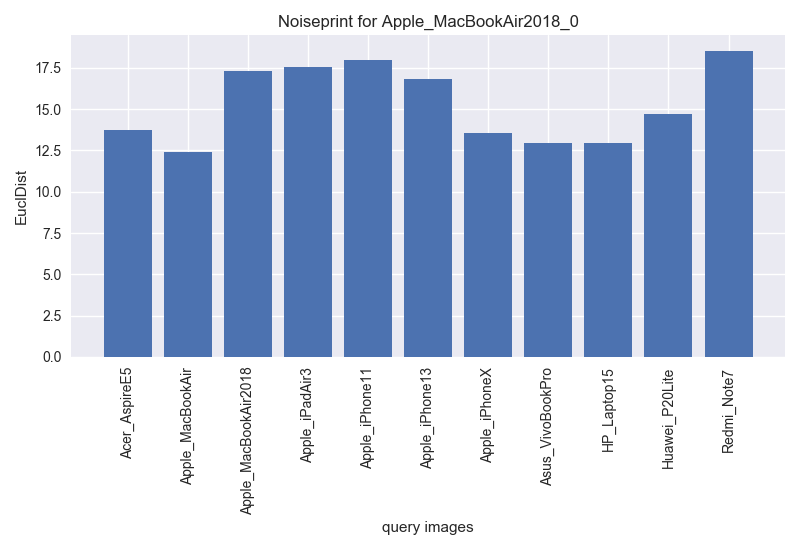 Noiseprint for Apple_MacBookAir2018_0
EuclDist
17.5
15.0
12.5
10.0
7.5
5.0
2.5
0.0
Acer_AspireE5
Apple_MacBookAir
Apple_MacBookAir2018
Apple_iPadAir3
Apple_iPhone11
Apple_iPhone13
Apple_iPhoneX
Asus_VivoBookPro
HP_Laptop15
Huawei_P20Lite
Redmi_Note7
query images